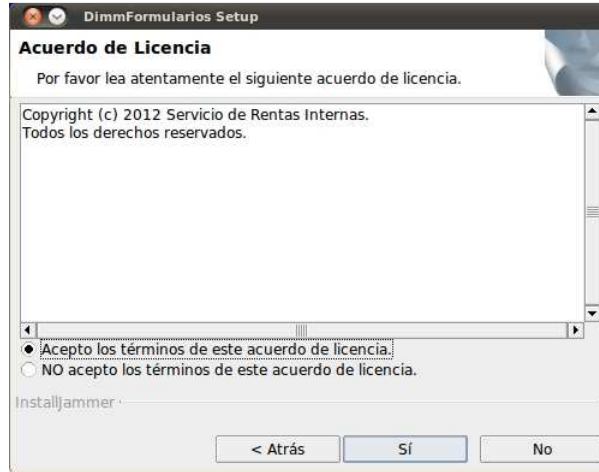 DimmFormularios Setup
Acuerdo de Licencia
Por favor lea atentamente el siguiente acuerdo de licencia.
Copyright (c) 2012 Servicio de Rentas Internas.
Todos los derechos reservados.
Acepto los términos de este acuerdo de licencia.
NO acepto los términos de este acuerdo de licencia.
InstallJammer
< Atrás
Sí
No